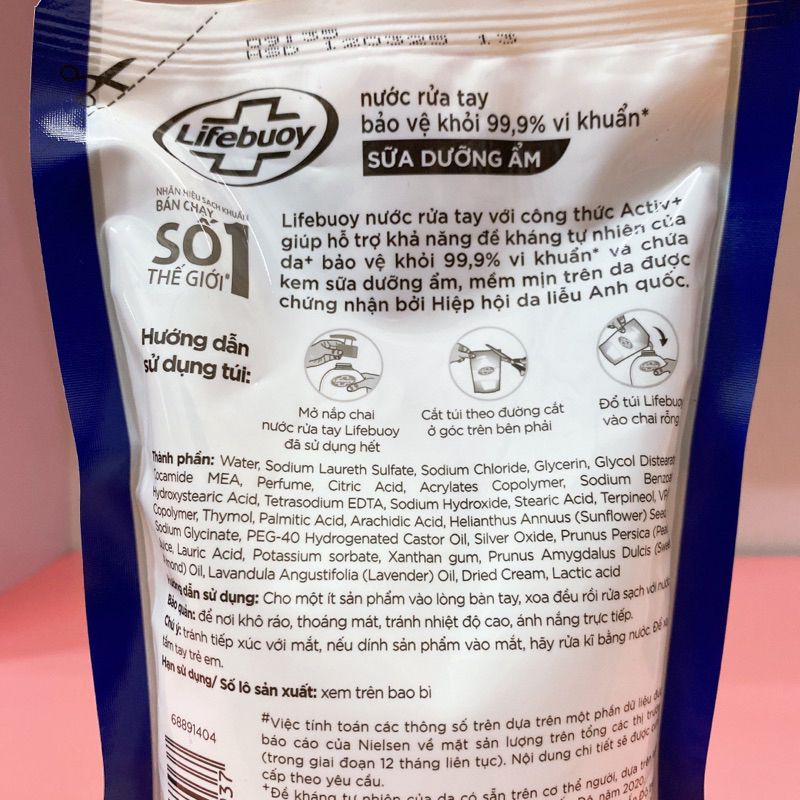 120325 13
Lifebuoy
nước rửa tay
bảo vệ khỏi 99,9% vi khuẩn*
SỮA DƯỠNG ẨM
NHÃN HIỆU SẠCH KHUẨN
BÁN CHẠY
SỐ 1
THẾ GIỚI#
Lifebuoy nước rửa tay với công thức Activ+
giúp hỗ trợ khả năng đề kháng tự nhiên của
da+ bảo vệ khỏi 99,9% vi khuẩn* và chứa
kem sữa dưỡng ẩm, mềm mịn trên da được
chứng nhận bởi Hiệp hội da liễu Anh quốc.
Hướng dẫn
sử dụng túi:
Mở nắp chai
nước rửa tay Lifebuoy
đã sử dụng hết
Cắt túi theo đường cắt
ở góc trên bên phải
Đổ túi Lifebuoy
vào chai rỗng
Thành phần: Water, Sodium Laureth Sulfate, Sodium Chloride, Glycerin, Glycol Distearat
Cocamide MEA, Perfume, Citric Acid, Acrylates Copolymer, Sodium Benzoa
Hydroxystearic Acid, Tetrasodium EDTA, Sodium Hydroxide, Stearic Acid, Terpineol, VP/
Copolymer, Thymol, Palmitic Acid, Arachidic Acid, Helianthus Annuus (Sunflower) Seed
Sodium Glycinate, PEG-40 Hydrogenated Castor Oil, Silver Oxide, Prunus Persica (Pea
Juice, Lauric Acid, Potassium sorbate, Xanthan gum, Prunus Amygdalus Dulcis (Swe
mond) Oil, Lavandula Angustifolia (Lavender) Oil, Dried Cream, Lactic acid
Hướng dẫn sử dụng: Cho một ít sản phẩm vào lòng bàn tay, xoa đều rồi rửa sạch với nước
Bảo quản: để nơi khô ráo, thoáng mát, tránh nhiệt độ cao, ánh nắng trực tiếp.
Chú ý: tránh tiếp xúc với mắt, nếu dính sản phẩm vào mắt, hãy rửa kĩ bằng nước. Để xa
tầm tay trẻ em.
Hạn sử dụng/ Số lô sản xuất: xem trên bao bì
68891404
#Việc tính toán các thông số trên dựa trên một phần dữ liệu đượ
báo cáo của Nielsen về mặt sản lượng trên tổng các thị trườ
(trong giai đoạn 12 tháng liên tục). Nội dung chi tiết sẽ được c
cấp theo yêu cầu.
+Đề kháng tự nhiên của da có sẵn trên cơ thể người, dựa trên
năm 2020
37